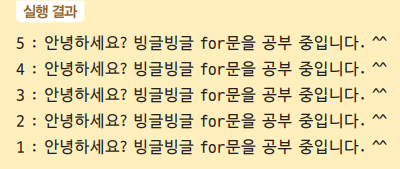 실행 결과
5 : 안녕하세요? 빙글빙글 for문을 공부 중입니다. ^^
4 : 안녕하세요? 빙글빙글 for문을 공부 중입니다. ^^
3 : 안녕하세요? 빙글빙글 for문을 공부 중입니다. ^^
2 : 안녕하세요? 빙글빙글 for문을 공부 중입니다. ^^
1 : 안녕하세요? 빙글빙글 for문을 공부 중입니다. ^^